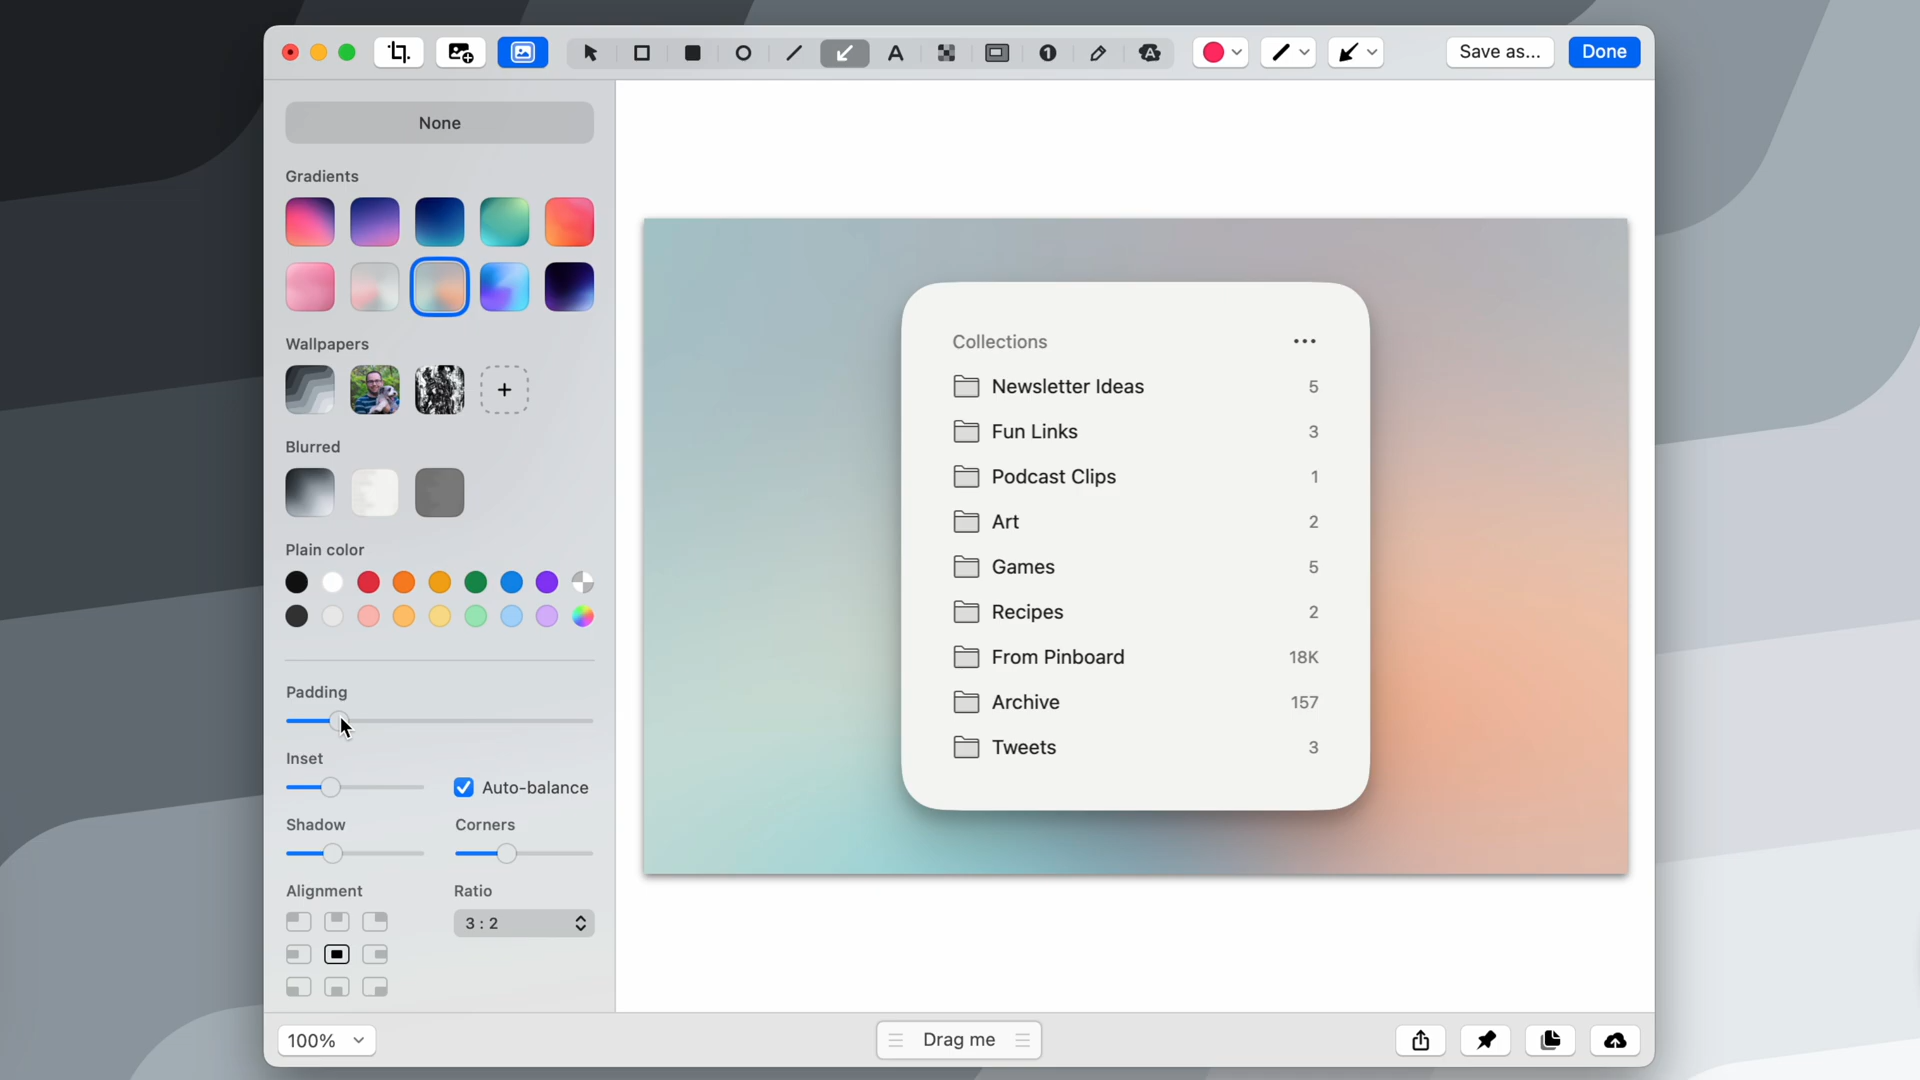 Save as...
Done
None
Gradients
Wallpapers
Blurred
Plain color
Padding
Inset
Auto-balance
Shadow
Corners
Alignment
Ratio
3 : 2
Collections
Newsletter Ideas 5
Fun Links 3
Podcast Clips 1
Art 2
Games 5
Recipes 2
From Pinboard 18K
Archive 157
Tweets 3
100%
Drag me